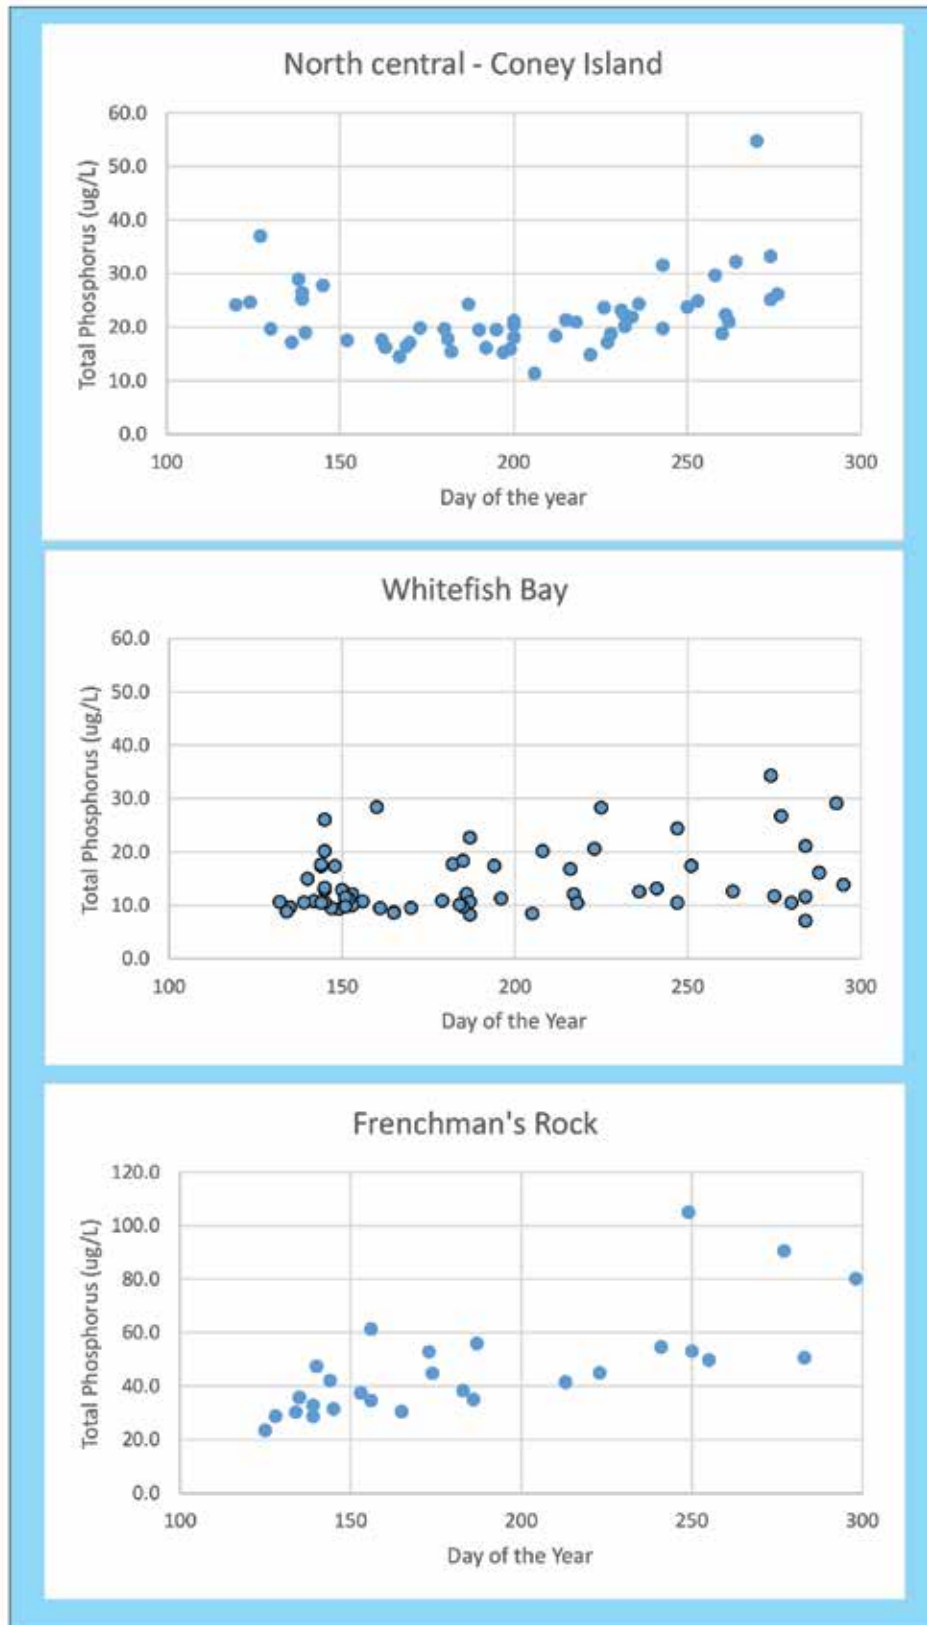 North central - Coney Island
60.0
50.0
40.0
30.0
20.0
10.0
0.0
Total Phosphorus (ug/L)
100 150 200 250 300
Day of the year
Whitefish Bay
60.0
50.0
40.0
30.0
20.0
10.0
0.0
Total Phosphorus (ug/L)
100 150 200 250 300
Day of the Year
Frenchman's Rock
120.0
100.0
80.0
60.0
40.0
20.0
0.0
Total Phosphorus (ug/L)
100 150 200 250 300
Day of the Year